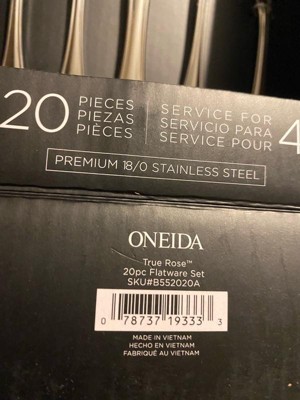 20 PIECES
PIEZAS
PIÈCES
SERVICE FOR
SERVICIO PARA
SERVICE POUR
4
PREMIUM 18/0 STAINLESS STEEL
ONEIDA
True Rose™
20pc Flatware Set
SKU#B552020A
0 78737 19333 3
MADE IN VIETNAM
HECHO EN VIETNAM
FABRIQUÉ AU VIÊTNAM